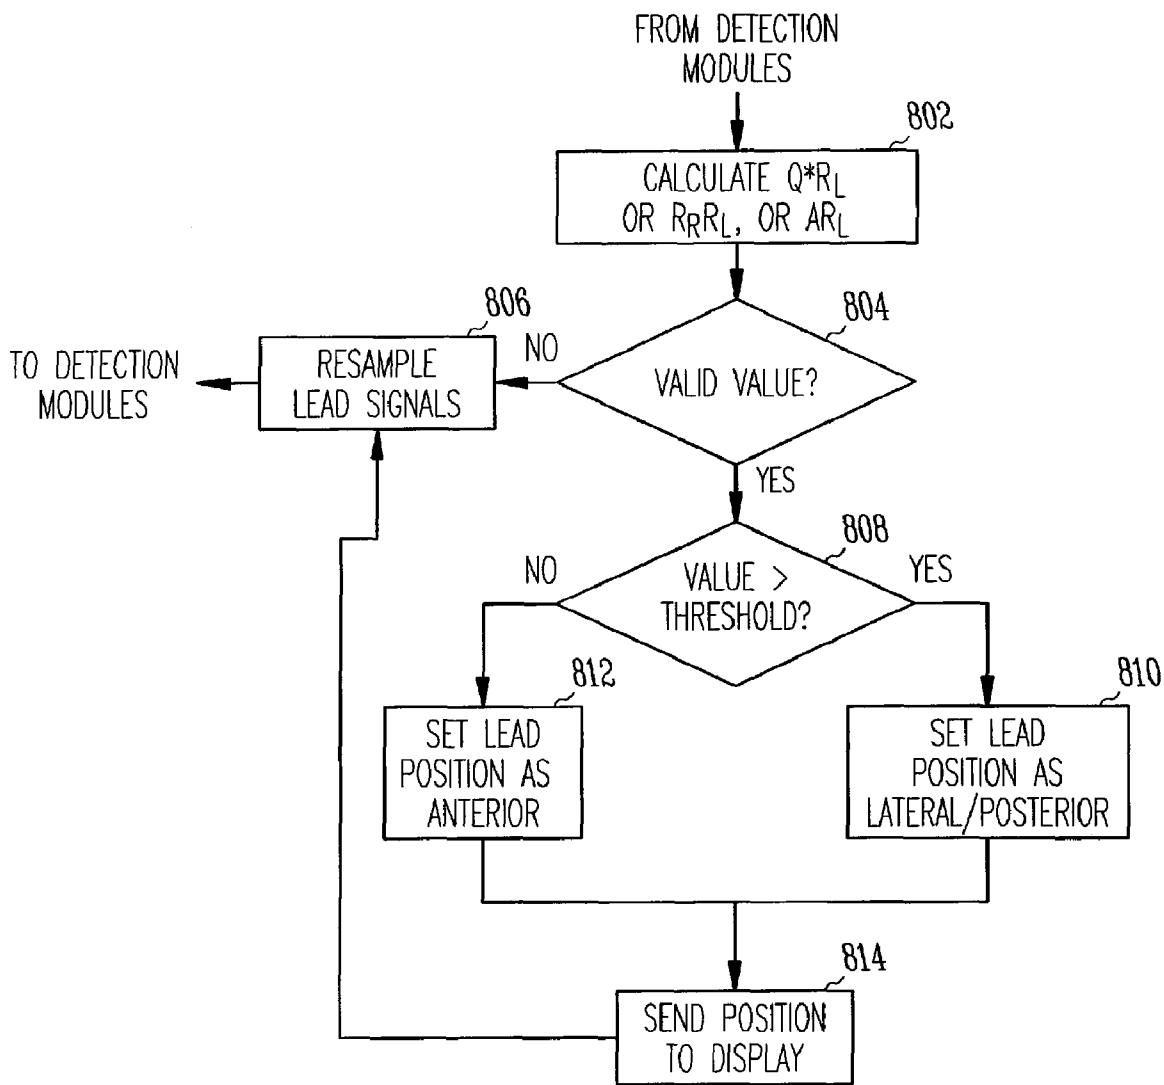 FROM DETECTION
MODULES
802
CALCULATE Q*RL
OR RRRL, OR ARL
804
VALID VALUE?
NO
806
RESAMPLE
LEAD SIGNALS
TO DETECTION
MODULES
YES
808
VALUE >
THRESHOLD?
NO
YES
812
SET LEAD
POSITION AS
ANTERIOR
810
SET LEAD
POSITION AS
LATERAL/POSTERIOR
814
SEND POSITION
TO DISPLAY